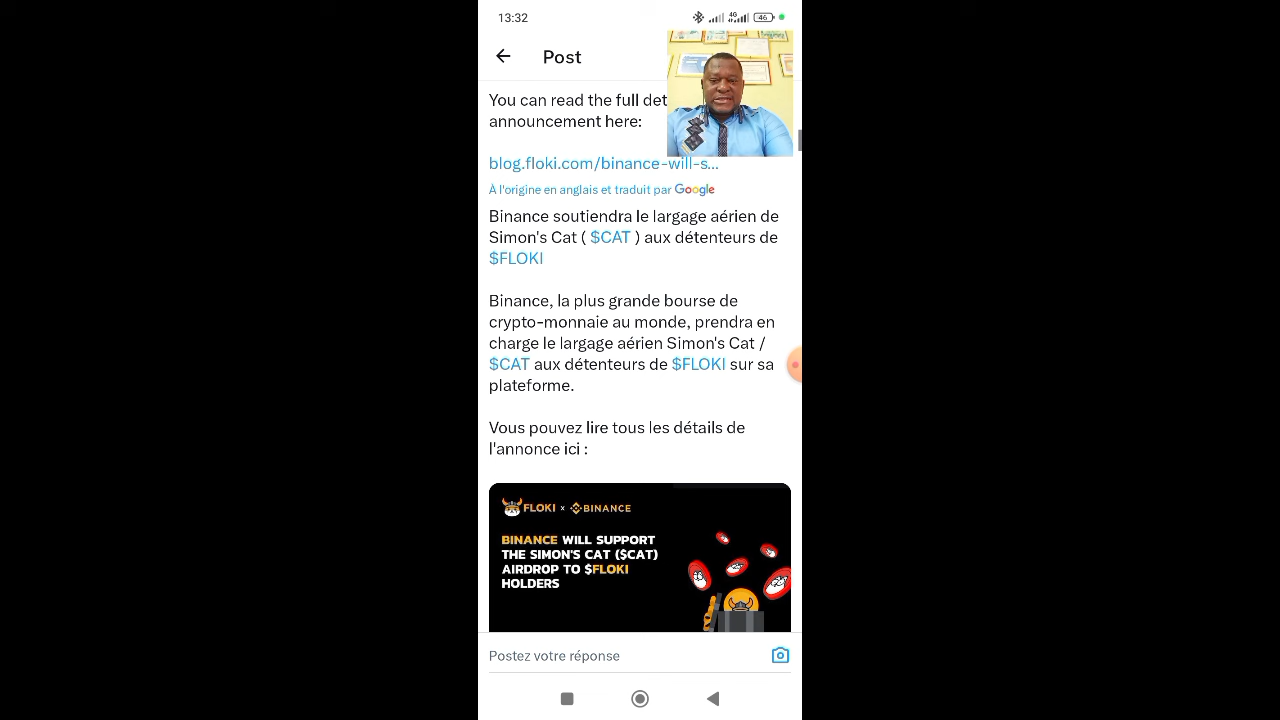 13:32
4G
46
Post
You can read the full det
announcement here:
blog.floki.com/binance-will-s...
À l'origine en anglais et traduit par Google
Binance soutiendra le largage aérien de
Simon's Cat ( $CAT ) aux détenteurs de
$FLOKI
Binance, la plus grande bourse de
crypto-monnaie au monde, prendra en
charge le largage aérien Simon's Cat /
$CAT aux détenteurs de $FLOKI sur sa
plateforme.
Vous pouvez lire tous les détails de
l'annonce ici :
FLOKI x BINANCE
BINANCE WILL SUPPORT
THE SIMON'S CAT ($CAT)
AIRDROP TO $FLOKI
HOLDERS
Postez votre réponse